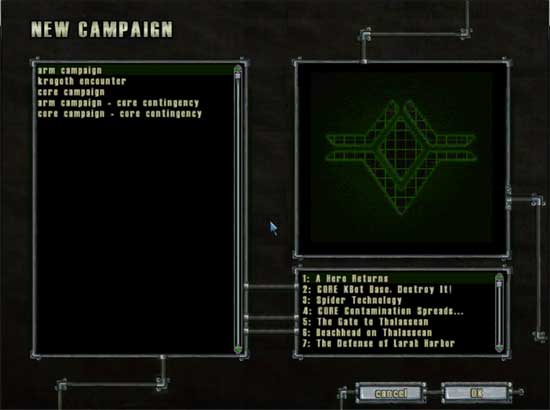 NEW CAMPAIGN
arm campaign
krogoth encounter
core campaign
arm campaign - core contingency
core campaign - core contingency
1: A Hero Returns
2: CORE KBot Base, Destroy It!
3: Spider Technology
4: CORE Contamination Spreads...
5: The Gate to Thalassean
6: Beachhead on Thalassean
7: The Defense of Larab Harbor
cancel
OK